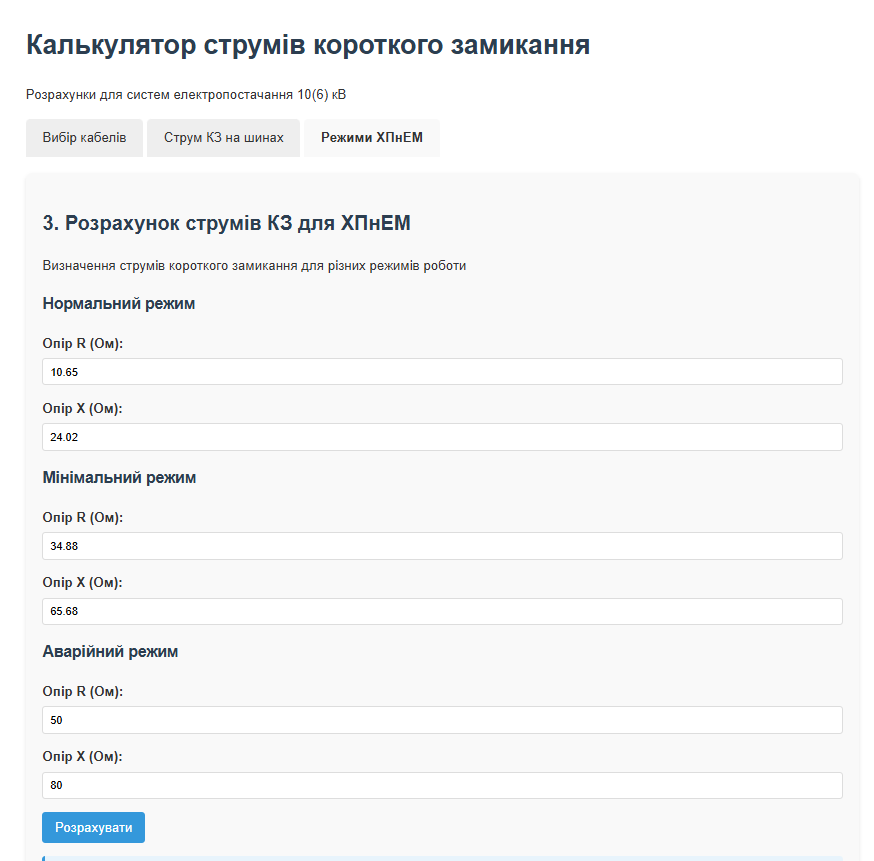 Калькулятор струмів короткого замикання
Розрахунки для систем електропостачання 10(6) кВ
Вибір кабелів
Струм КЗ на шинах
Режими ХПнЕМ
3. Розрахунок струмів КЗ для ХПнЕМ
Визначення струмів короткого замикання для різних режимів роботи
Нормальний режим
Опір R (Ом):
10.65
Опір X (Ом):
24.02
Мінімальний режим
Опір R (Ом):
34.88
Опір X (Ом):
65.68
Аварійний режим
Опір R (Ом):
50
Опір X (Ом):
80
Розрахувати